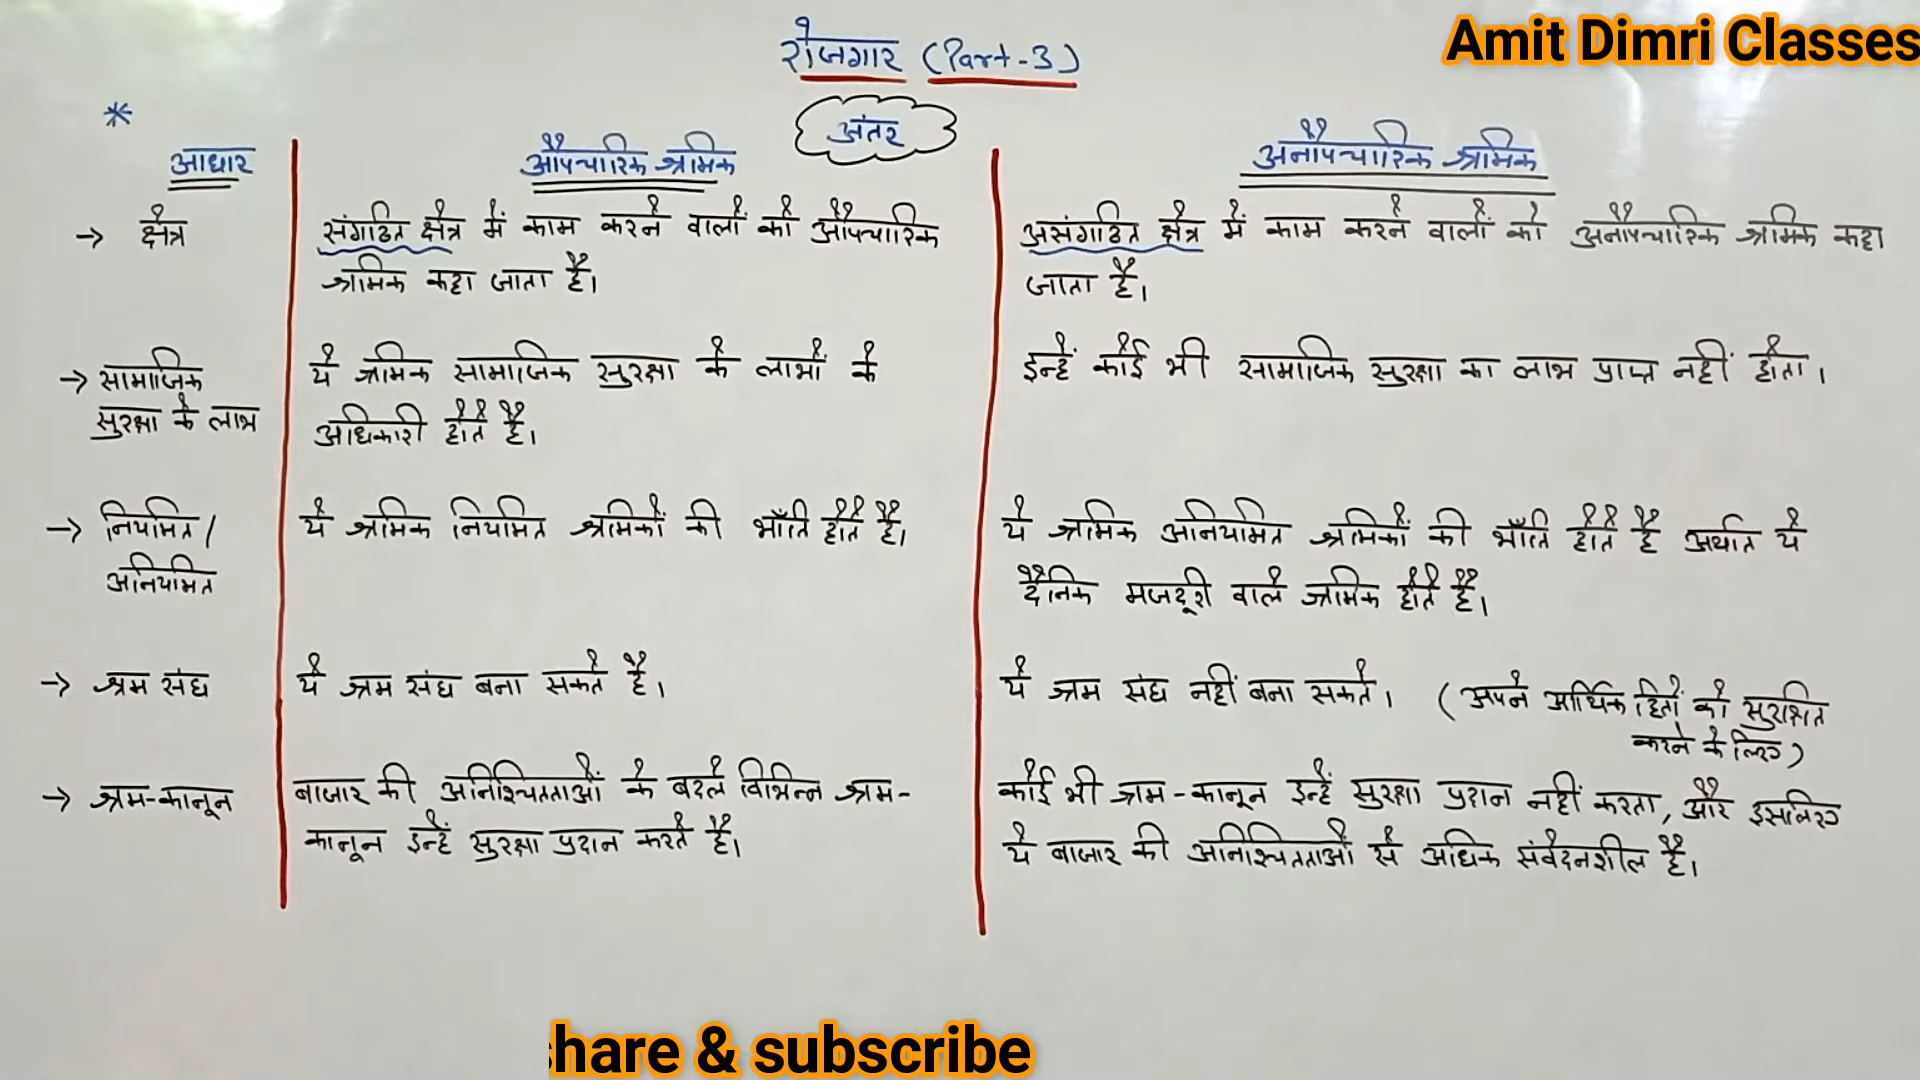 Amit Dimri Classes
रोजगार (Part-3)
*
अंतर
आधार
औपचारिक श्रमिक
अनौपचारिक श्रमिक
→ क्षेत्र
संगठित क्षेत्र में काम करने वालों को औपचारिक
श्रमिक कहा जाता है।
असंगठित क्षेत्र में काम करने वालों को अनौपचारिक श्रमिक कहा
जाता है।
→ सामाजिक
सुरक्षा के लाभ
ये श्रमिक सामाजिक सुरक्षा के लाभों के
अधिकारी होते है।
इन्हें कोई भी सामाजिक सुरक्षा का लाभ प्राप्त नहीं होता।
→ नियमित/
अनियमित
ये श्रमिक नियमित श्रमिकों की भाँति होते है।
ये श्रमिक अनियमित श्रमिकों की भाँति होते है अर्थात ये
दैनिक मजदूरी वाले श्रमिक होते है।
→ श्रम संघ
ये श्रम संघ बना सकते है।
ये श्रम संघ नहीं बना सकते। (अपने आर्थिक हितों को सुरक्षित
करने के लिए)
→ श्रम-कानून
बाजार की अनिश्चितताओं के बदले विभिन्न श्रम-
कानून इन्हें सुरक्षा प्रदान करते है।
कोई भी श्रम-कानून इन्हें सुरक्षा प्रदान नहीं करता, और इसलिए
ये बाजार की अनिश्चितताओं से अधिक संवेदनशील है।
share & subscribe